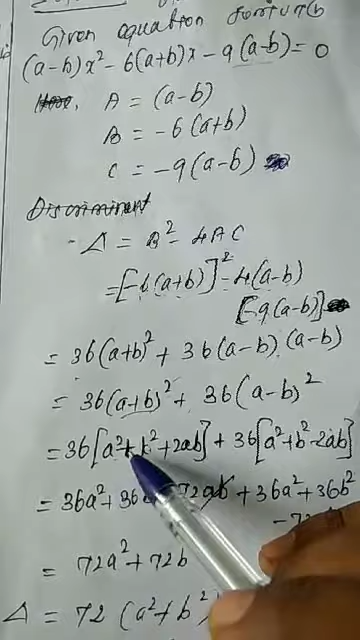 Given equation
(a-b)x² - 6(a+b)x - 9(a-b) = 0
A = (a-b)
B = -6(a+b)
C = -9(a-b)
Discriminent
Δ = B² - 4AC
= [-6(a+b)]² - 4(a-b)
[-9(a-b)]
= 36(a+b)² + 36(a-b)(a-b)
= 36(a+b)² + 36(a-b)²
= 36[a²+b²+2ab] + 36[a²+b²-2ab]
= 36a² + 36 72ab + 36a² + 36b²
- 72
= 72a² + 72b
Δ = 72 (a²+b²)